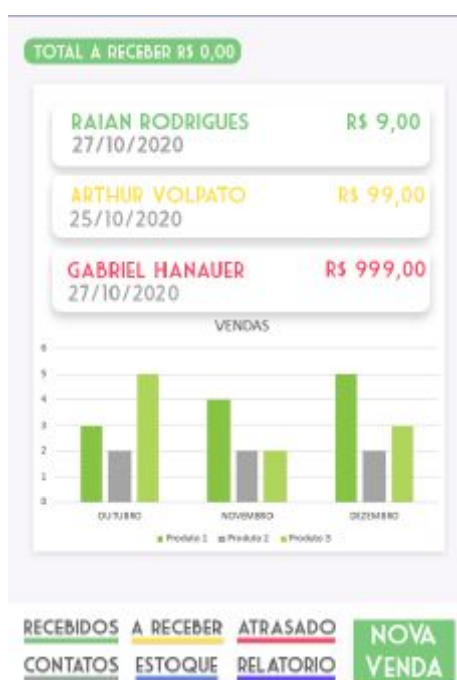 TOTAL A RECEBER R$ 0,00
RAIAN RODRIGUES R$ 9,00
27/10/2020
ARTHUR VOLPATO R$ 99,00
25/10/2020
GABRIEL HANAUER R$ 999,00
27/10/2020
VENDAS
6
5
4
3
2
1
0
OUTUBRO NOVEMBRO DEZEMBRO
Produto 1 Produto 2 Produto 3
RECEBIDOS A RECEBER ATRASADO NOVA
CONTATOS ESTOQUE RELATORIO VENDA